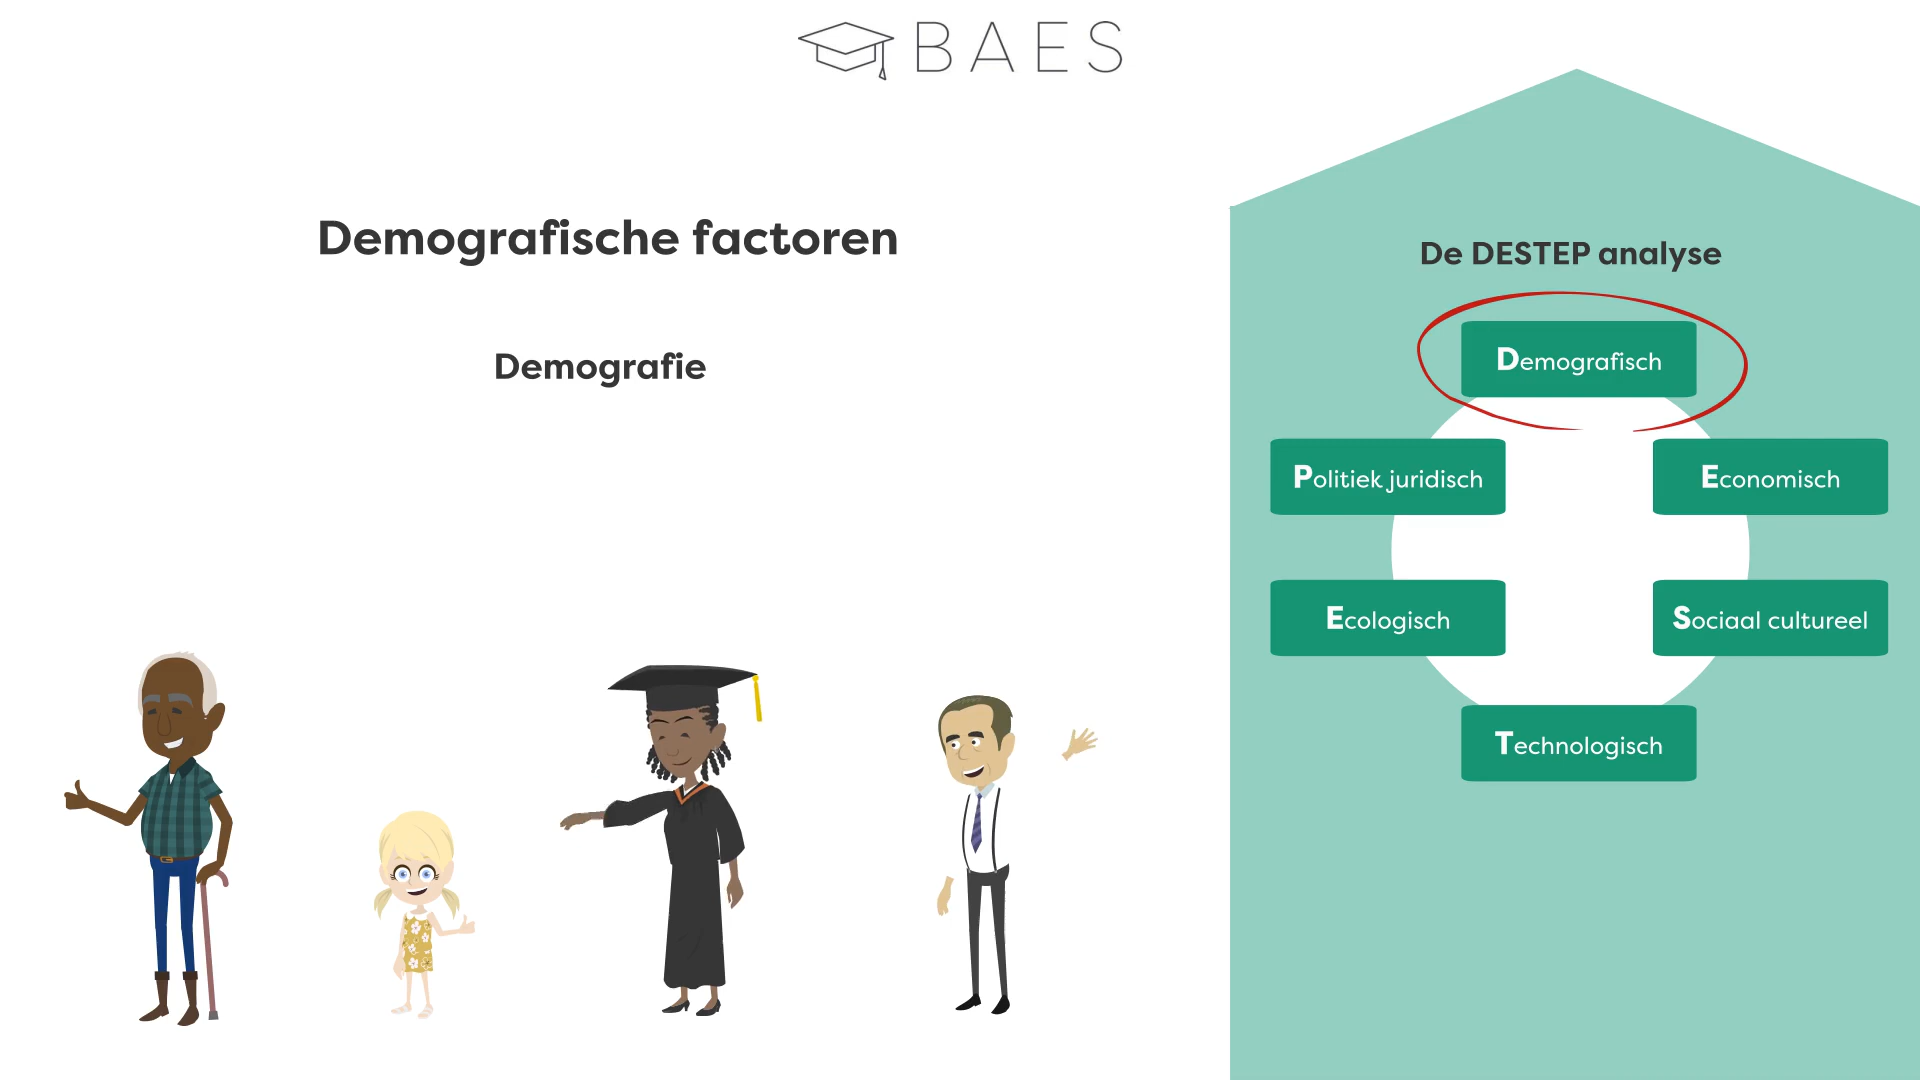 BAES
Demografische factoren
Demografie
De DESTEP analyse
Demografisch
Politiek juridisch
Economisch
Ecologisch
Sociaal cultureel
Technologisch